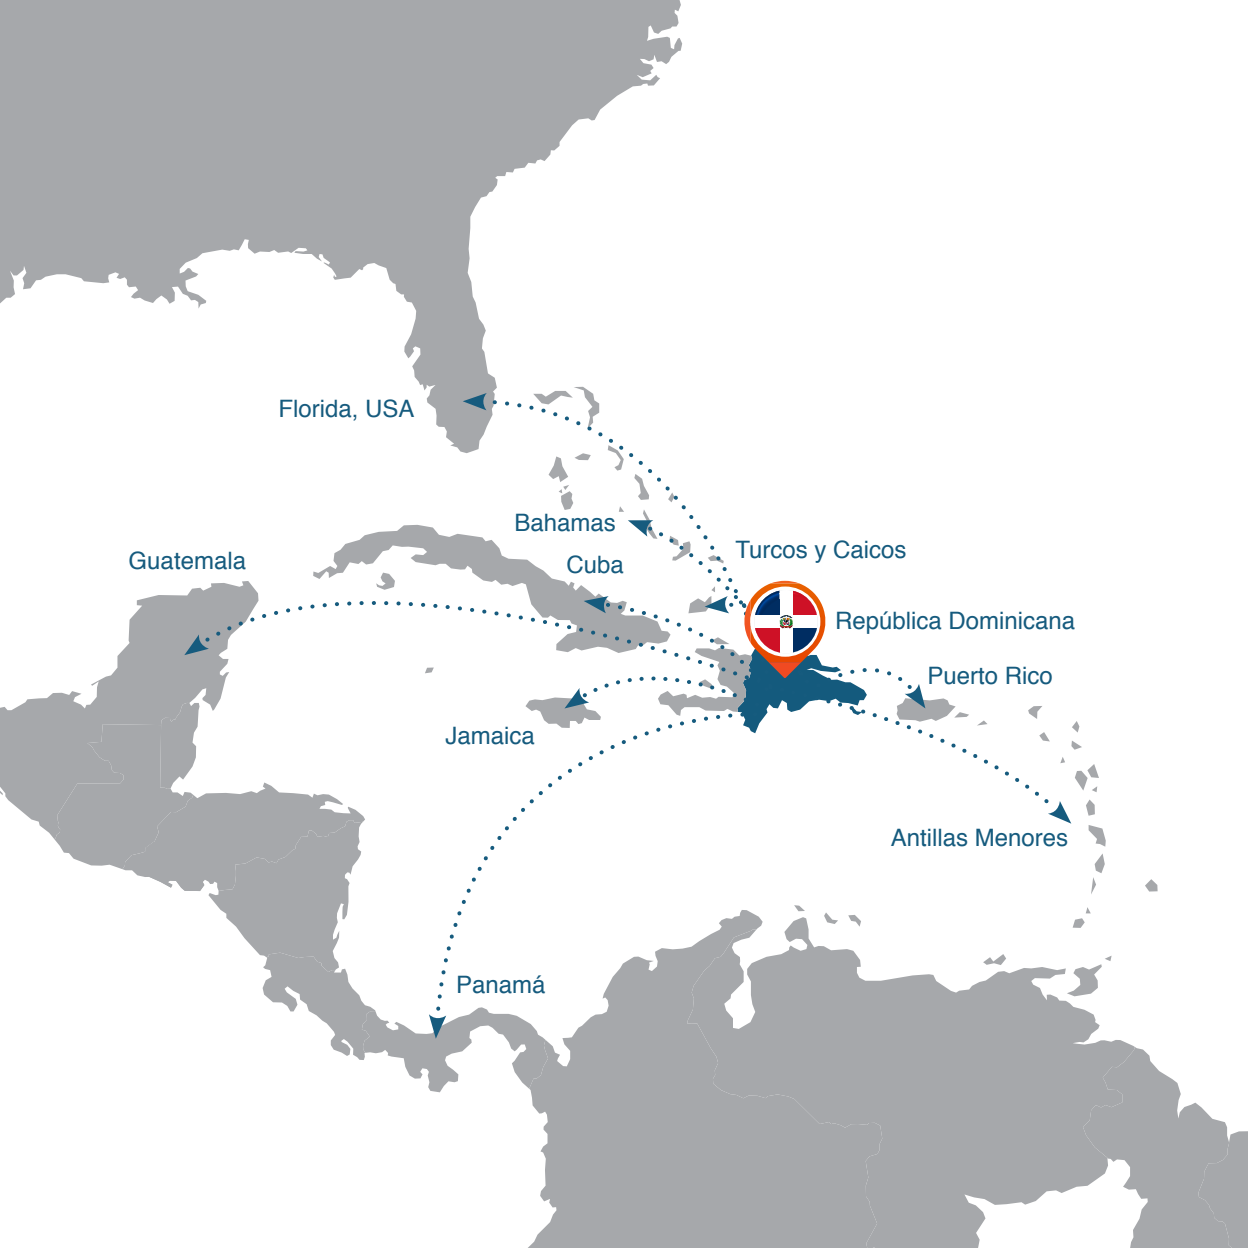 Florida, USA
Bahamas
Turcos y Caicos
Guatemala
Cuba
República Dominicana
Puerto Rico
Jamaica
Antillas Menores
Panamá